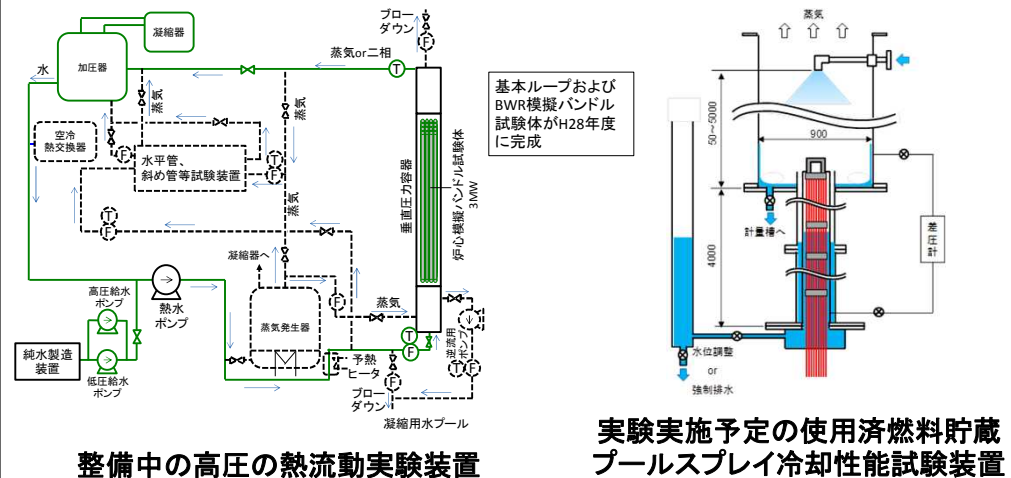 ブロー
ダウン
F
凝縮器
加圧器
水
蒸気or二相
T
蒸気
蒸気
空冷
熱交換器
F
水平管、
斜め管等試験装置
T
F
蒸気
T
F
垂直圧力容器
炉心模擬バンドル試験体
3MW
基本ループおよび
BWR模擬バンドル
試験体がH28年度
に完成
凝縮器へ
高圧給水
ポンプ
熱水
ポンプ
F
蒸気
蒸気発生器
F
T
F
逆流用
ポンプ
純水製造
装置
F
低圧給水
ポンプ
予熱
ヒータ
F
T
F
ブロー
ダウン
凝縮用水プール
整備中の高圧の熱流動実験装置
蒸気
50~5000
900
計量槽へ
4000
差
圧
計
水位調整
or
強制排水
実験実施予定の使用済燃料貯蔵
プールスプレイ冷却性能試験装置